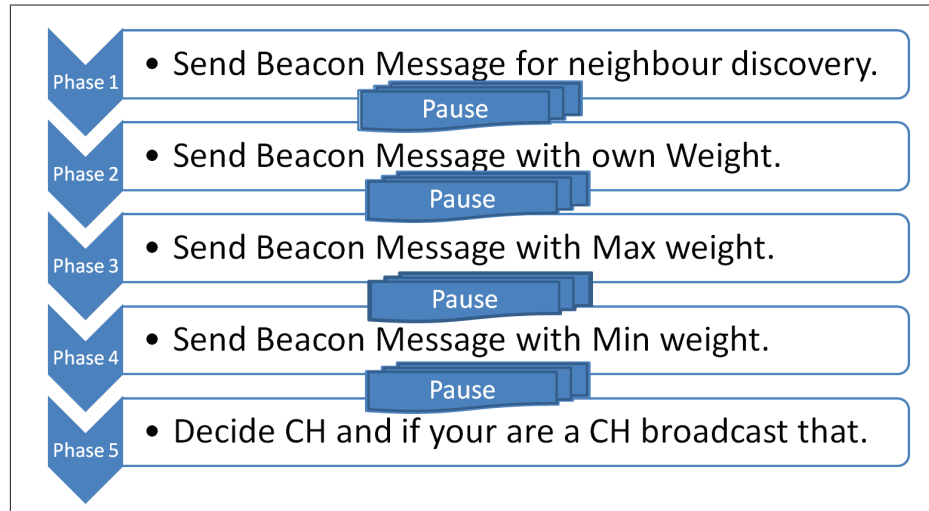 Phase 1
• Send Beacon Message for neighbour discovery.
Pause
Phase 2
• Send Beacon Message with own Weight.
Pause
Phase 3
• Send Beacon Message with Max weight.
Pause
Phase 4
• Send Beacon Message with Min weight.
Pause
Phase 5
• Decide CH and if your are a CH broadcast that.